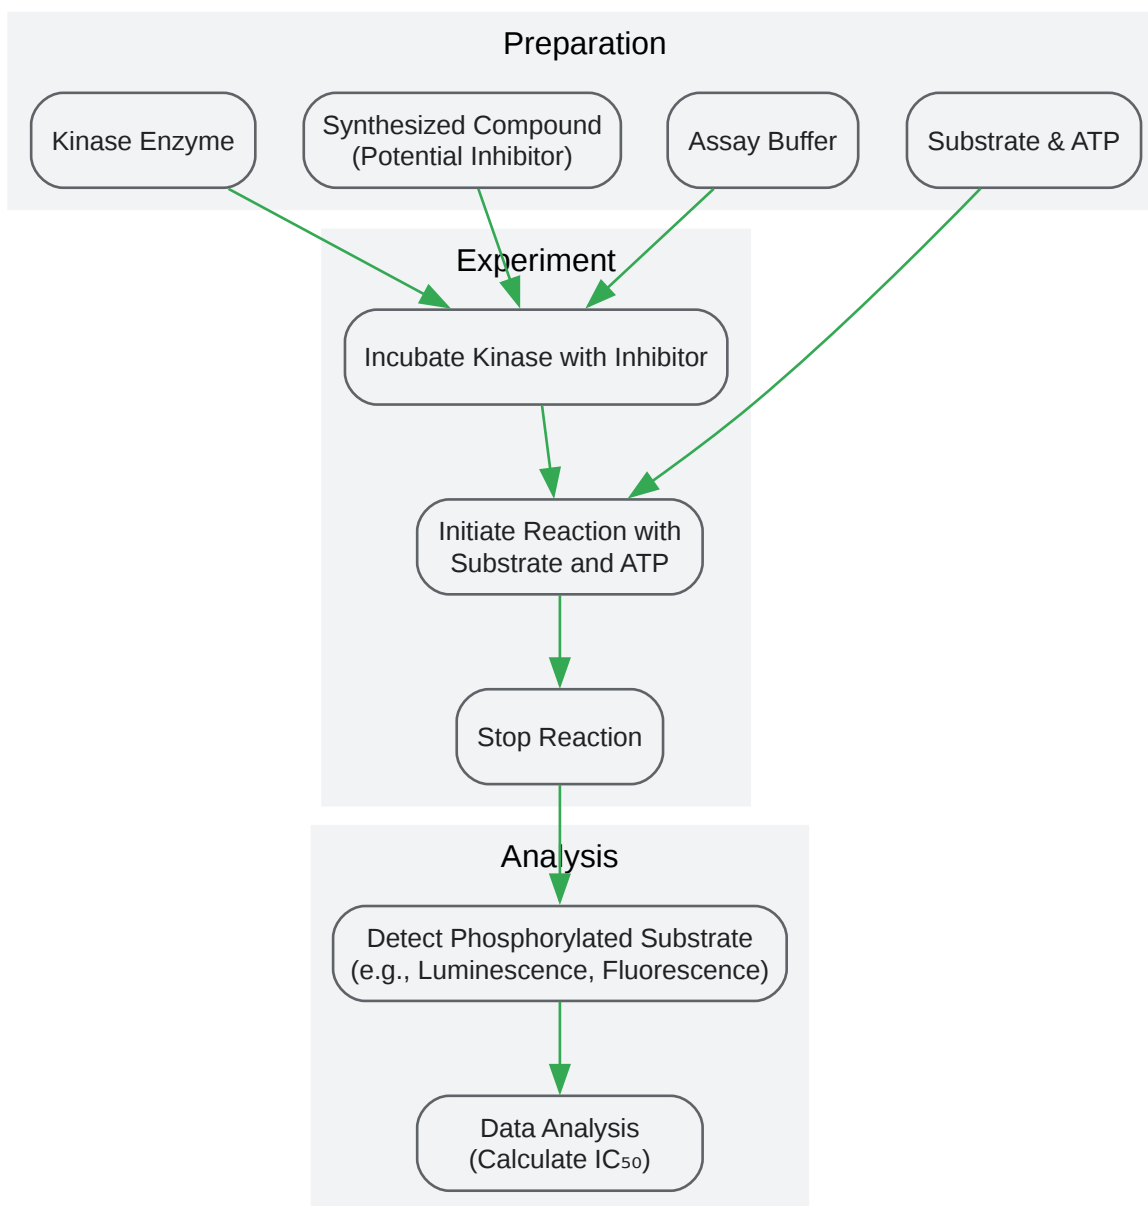 Preparation
Kinase Enzyme
Synthesized Compound
(Potential Inhibitor)
Assay Buffer
Substrate & ATP
Experiment
Incubate Kinase with Inhibitor
Initiate Reaction with
Substrate and ATP
Stop Reaction
Analysis
Detect Phosphorylated Substrate
(e.g., Luminescence, Fluorescence)
Data Analysis
(Calculate IC₅₀)